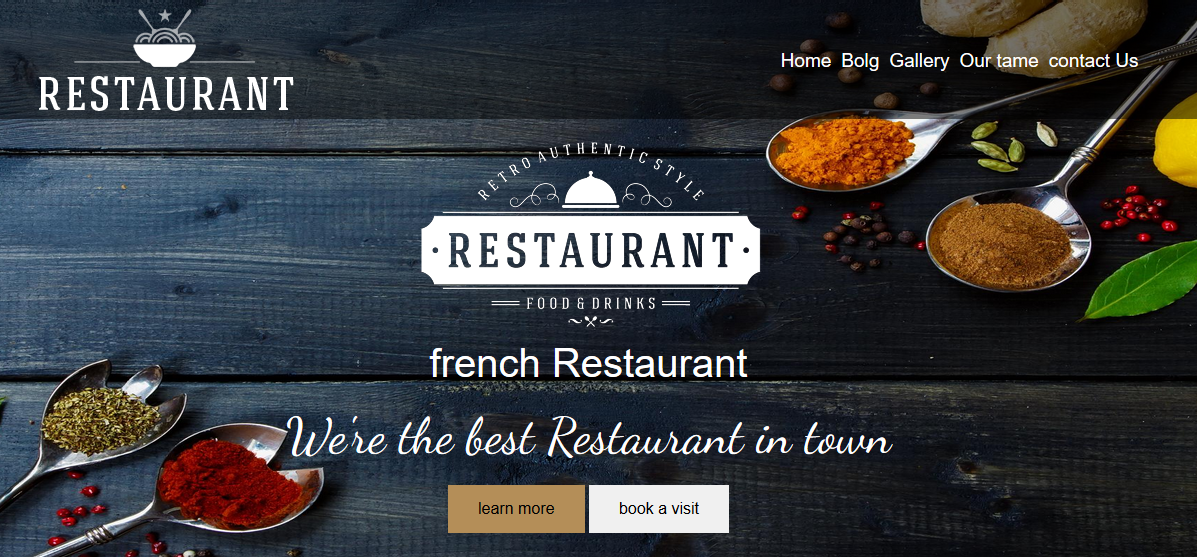 RESTAURANT
Home Bolg Gallery Our tame contact Us
RETRO AUTHENTIC STYLE
RESTAURANT
FOOD & DRINKS
french Restaurant
We're the best Restaurant in town
learn more book a visit